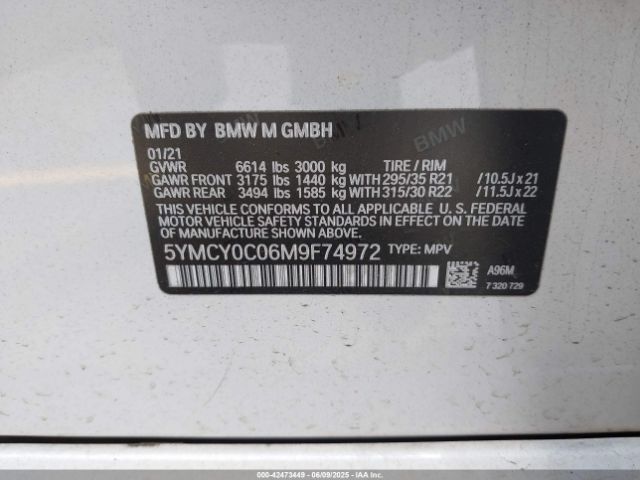 MFD BY BMW M GMBH
01/21
GVWR 6614 lbs 3000 kg TIRE / RIM
GAWR FRONT 3175 lbs 1440 kg WITH 295/35 R21 /10.5J x 21
GAWR REAR 3494 lbs 1585 kg WITH 315/30 R22 /11.5J x 22
THIS VEHICLE CONFORMS TO ALL APPLICABLE U. S. FEDERAL
MOTOR VEHICLE SAFETY STANDARDS IN EFFECT ON THE DATE
OF MANUFACTURE SHOWN ABOVE.
5YMCY0C06M9F74972 TYPE: MPV
A96M
7 320 729
BMW
000-42473449 - 06/09/2025 - IAAI.COM